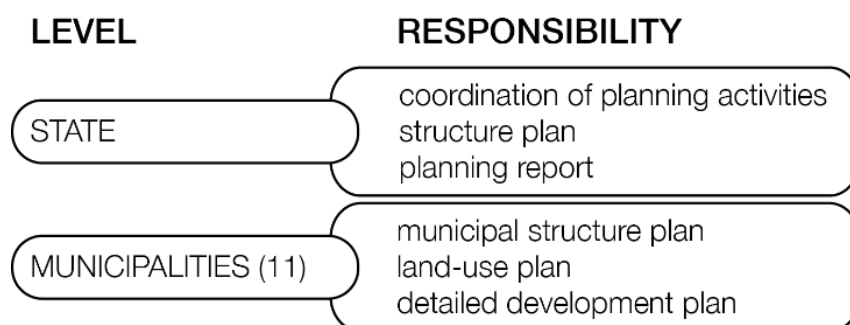 LEVEL RESPONSIBILITY
STATE
coordination of planning activities
structure plan
planning report
MUNICIPALITIES (11)
municipal structure plan
land-use plan
detailed development plan